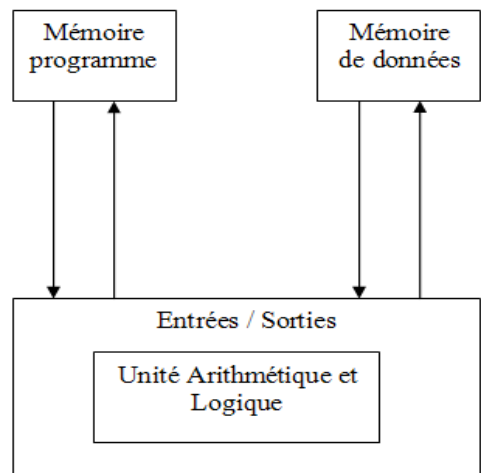 Mémoire
programme
Mémoire
de données
Entrées / Sorties
Unité Arithmétique et
Logique